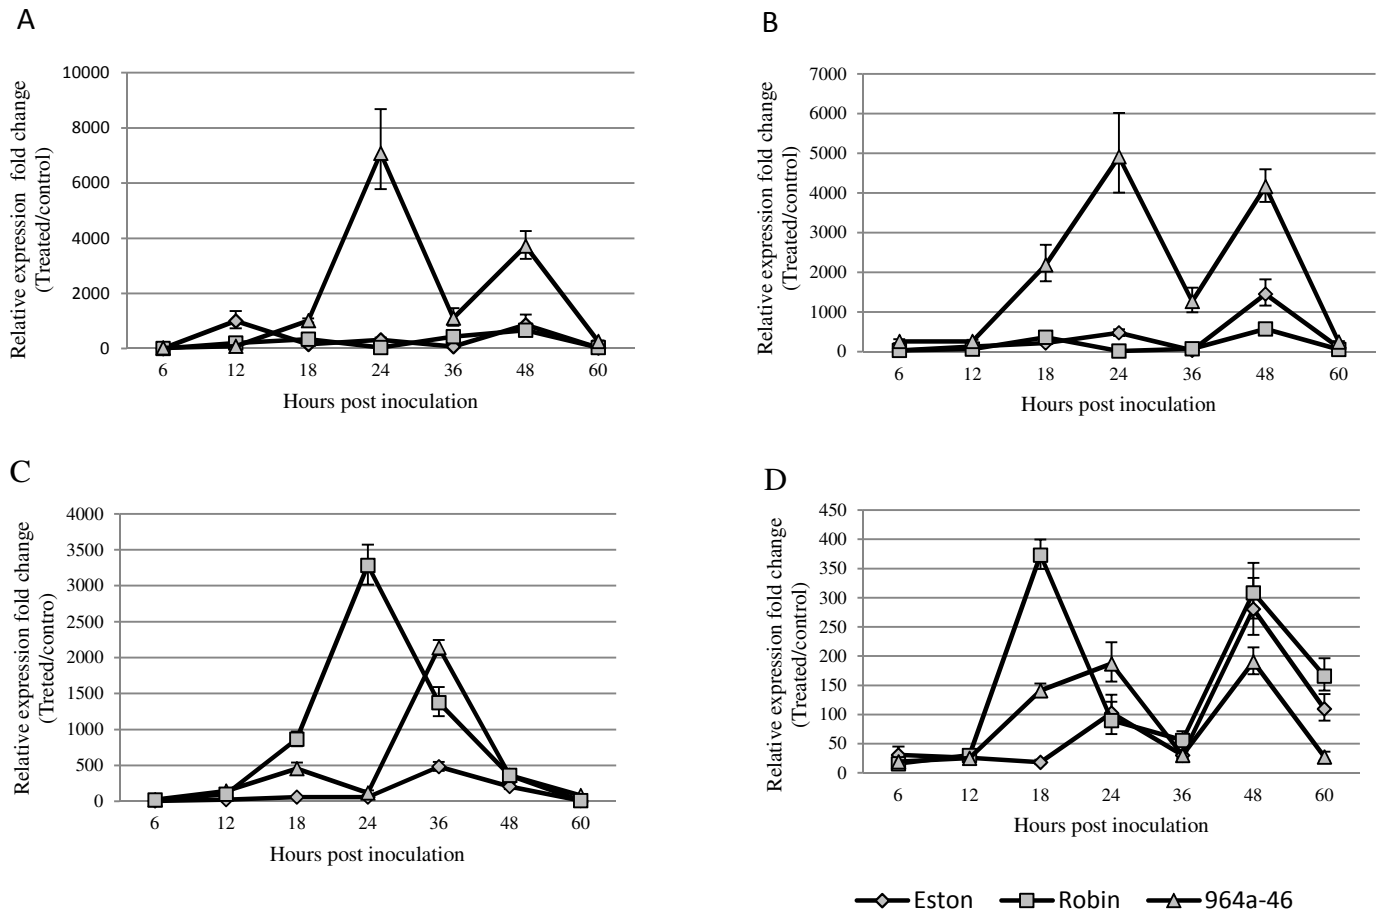 A
Relative expression fold change
(Treated/control)
10000
8000
6000
4000
2000
0
6 12 18 24 36 48 60
Hours post inoculation
B
Relative expression fold change
(Treated/control)
7000
6000
5000
4000
3000
2000
1000
0
6 12 18 24 36 48 60
Hours post inoculation
C
Relative expression fold change
(Treted/contro)
4000
3500
3000
2500
2000
1500
1000
500
0
6 12 18 24 36 48 60
Hours post inoculation
D
Relative expression fold change
(Treated/control)
450
400
350
300
250
200
150
100
50
0
6 12 18 24 36 48 60
Hours post inoculation
Eston Robin 964a-46